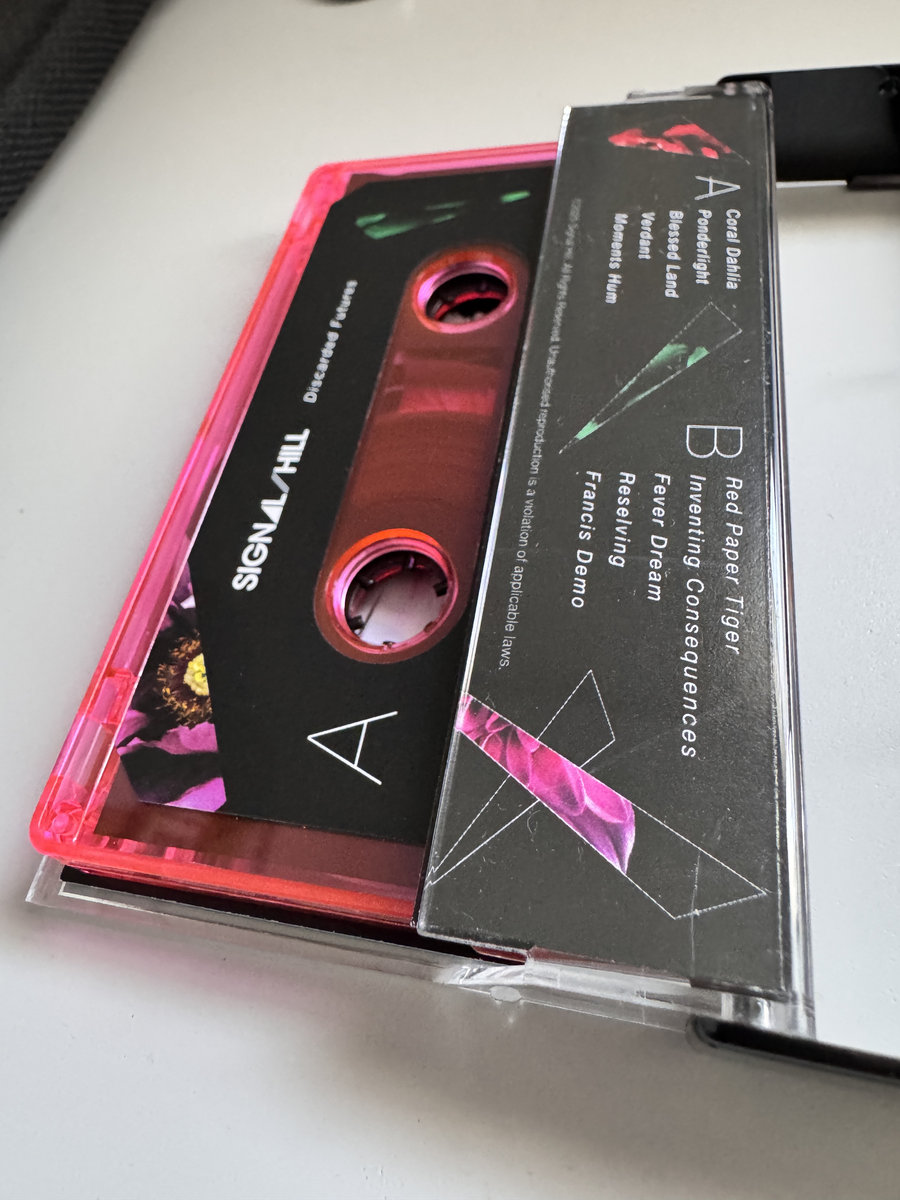 SIGNAL/HILL
Discarded Futures
A
A
Coral Dahlia
Ponderlight
Blessed Land
Verdant
Moments Hum
B
Red Paper Tiger
Inventing Consequences
Fever Dream
Reselving
Francis Demo
All Rights Reserved. Unauthorised reproduction is a violation of applicable laws.